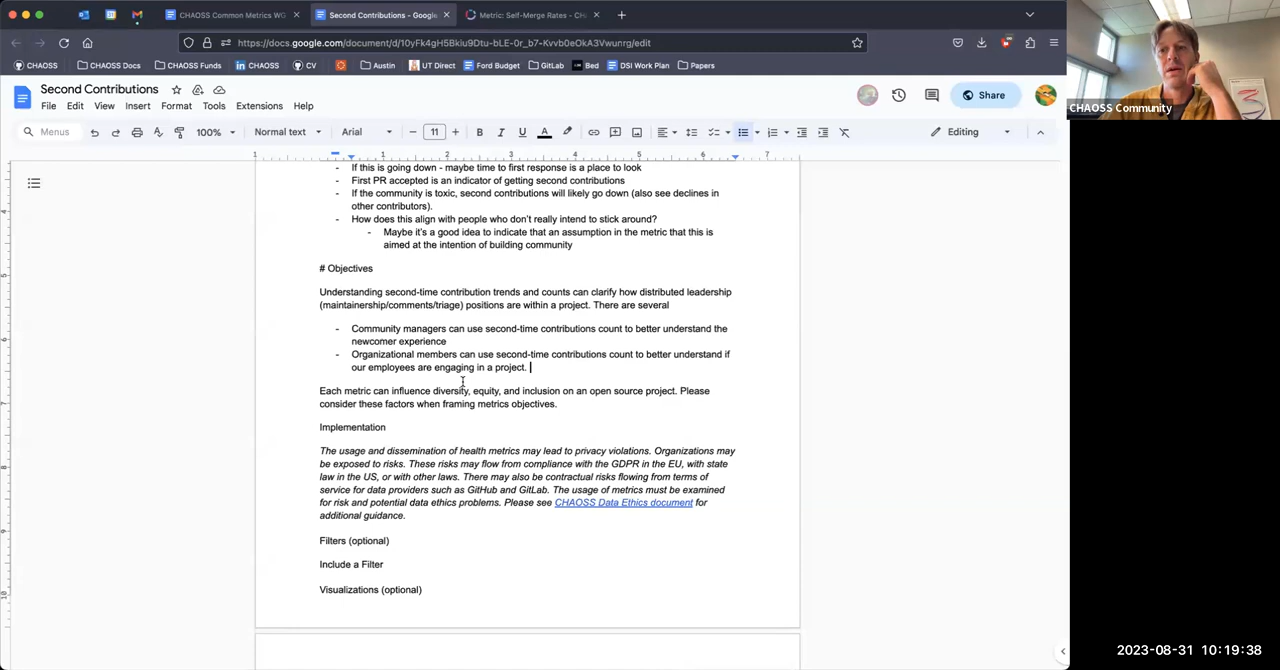 CHAOSS Common Metrics WG
Second Contributions - Google
Metric: Self-Merge Rates - CH
https://docs.google.com/document/d/10yFk4gH5Bkiu9Dtu-bLE-0r_b7-Kvvb0eOkA3Vwunrg/edit
CHAOSS
CHAOSS Docs
CHAOSS Funds
CHAOSS
CV
Austin
UT Direct
Ford Budget
GitLab
Bed
DSI Work Plan
Papers
CHAOSS Community
Second Contributions
File Edit View Insert Format Tools Extensions Help
Share
Menus
100%
Normal text
Arial
11
Editing
1 1 2 3 4 5 6 7
- If this is going down - maybe time to first response is a place to look
- First PR accepted is an indicator of getting second contributions
- If the community is toxic, second contributions will likely go down (also see declines in
other contributors).
- How does this align with people who don't really intend to stick around?
- Maybe it's a good idea to indicate that an assumption in the metric that this is
aimed at the intention of building community
# Objectives
Understanding second-time contribution trends and counts can clarify how distributed leadership
(maintainership/comments/triage) positions are within a project. There are several
- Community managers can use second-time contributions count to better understand the
newcomer experience
- Organizational members can use second-time contributions count to better understand if
our employees are engaging in a project.
Each metric can influence diversity, equity, and inclusion on an open source project. Please
consider these factors when framing metrics objectives.
Implementation
The usage and dissemination of health metrics may lead to privacy violations. Organizations may
be exposed to risks. These risks may flow from compliance with the GDPR in the EU, with state
law in the US, or with other laws. There may also be contractual risks flowing from terms of
service for data providers such as GitHub and GitLab. The usage of metrics must be examined
for risk and potential data ethics problems. Please see CHAOSS Data Ethics document for
additional guidance.
Filters (optional)
Include a Filter
Visualizations (optional)
2023-08-31 10:19:38